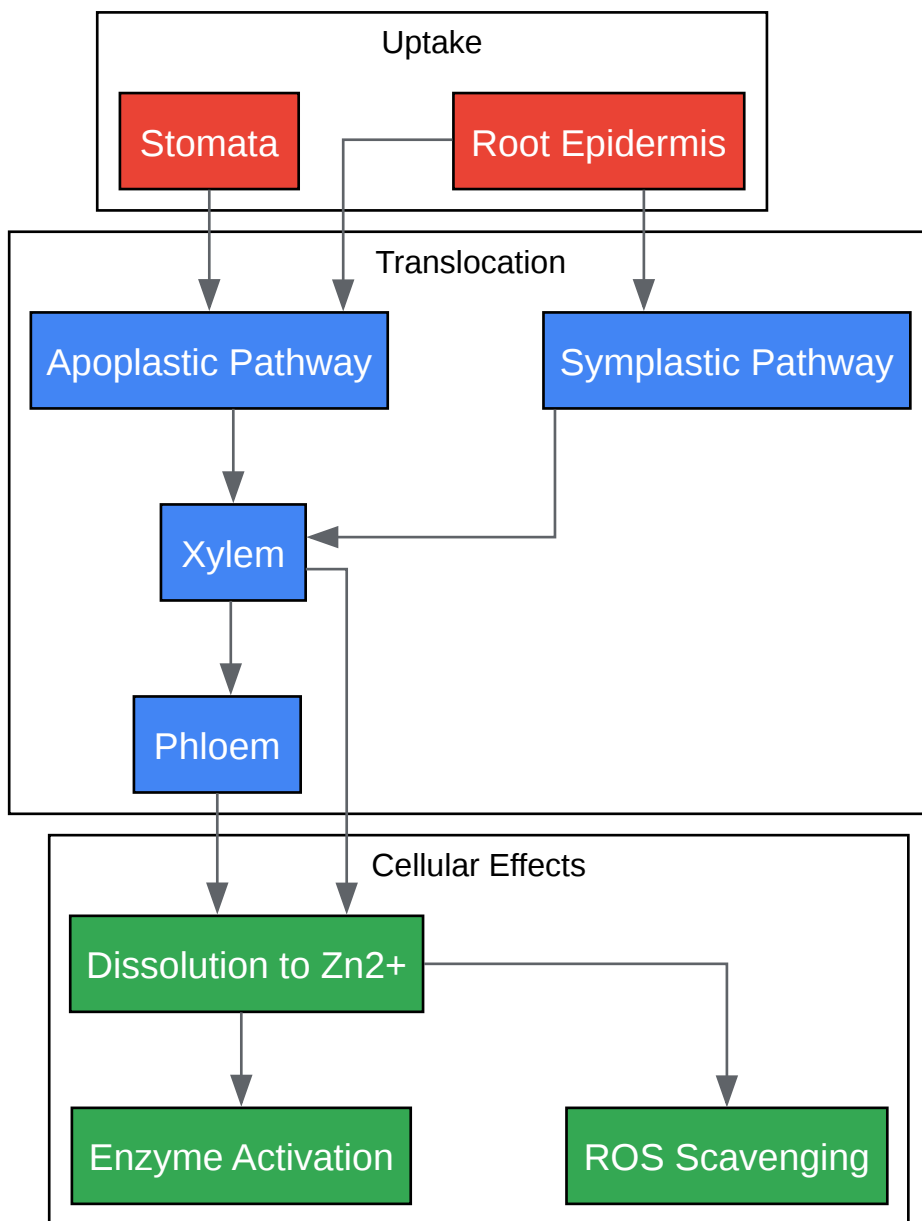 Uptake
Stomata
Root Epidermis
Translocation
Apoplastic Pathway
Symplastic Pathway
Xylem
Phloem
Cellular Effects
Dissolution to Zn2+
Enzyme Activation
ROS Scavenging